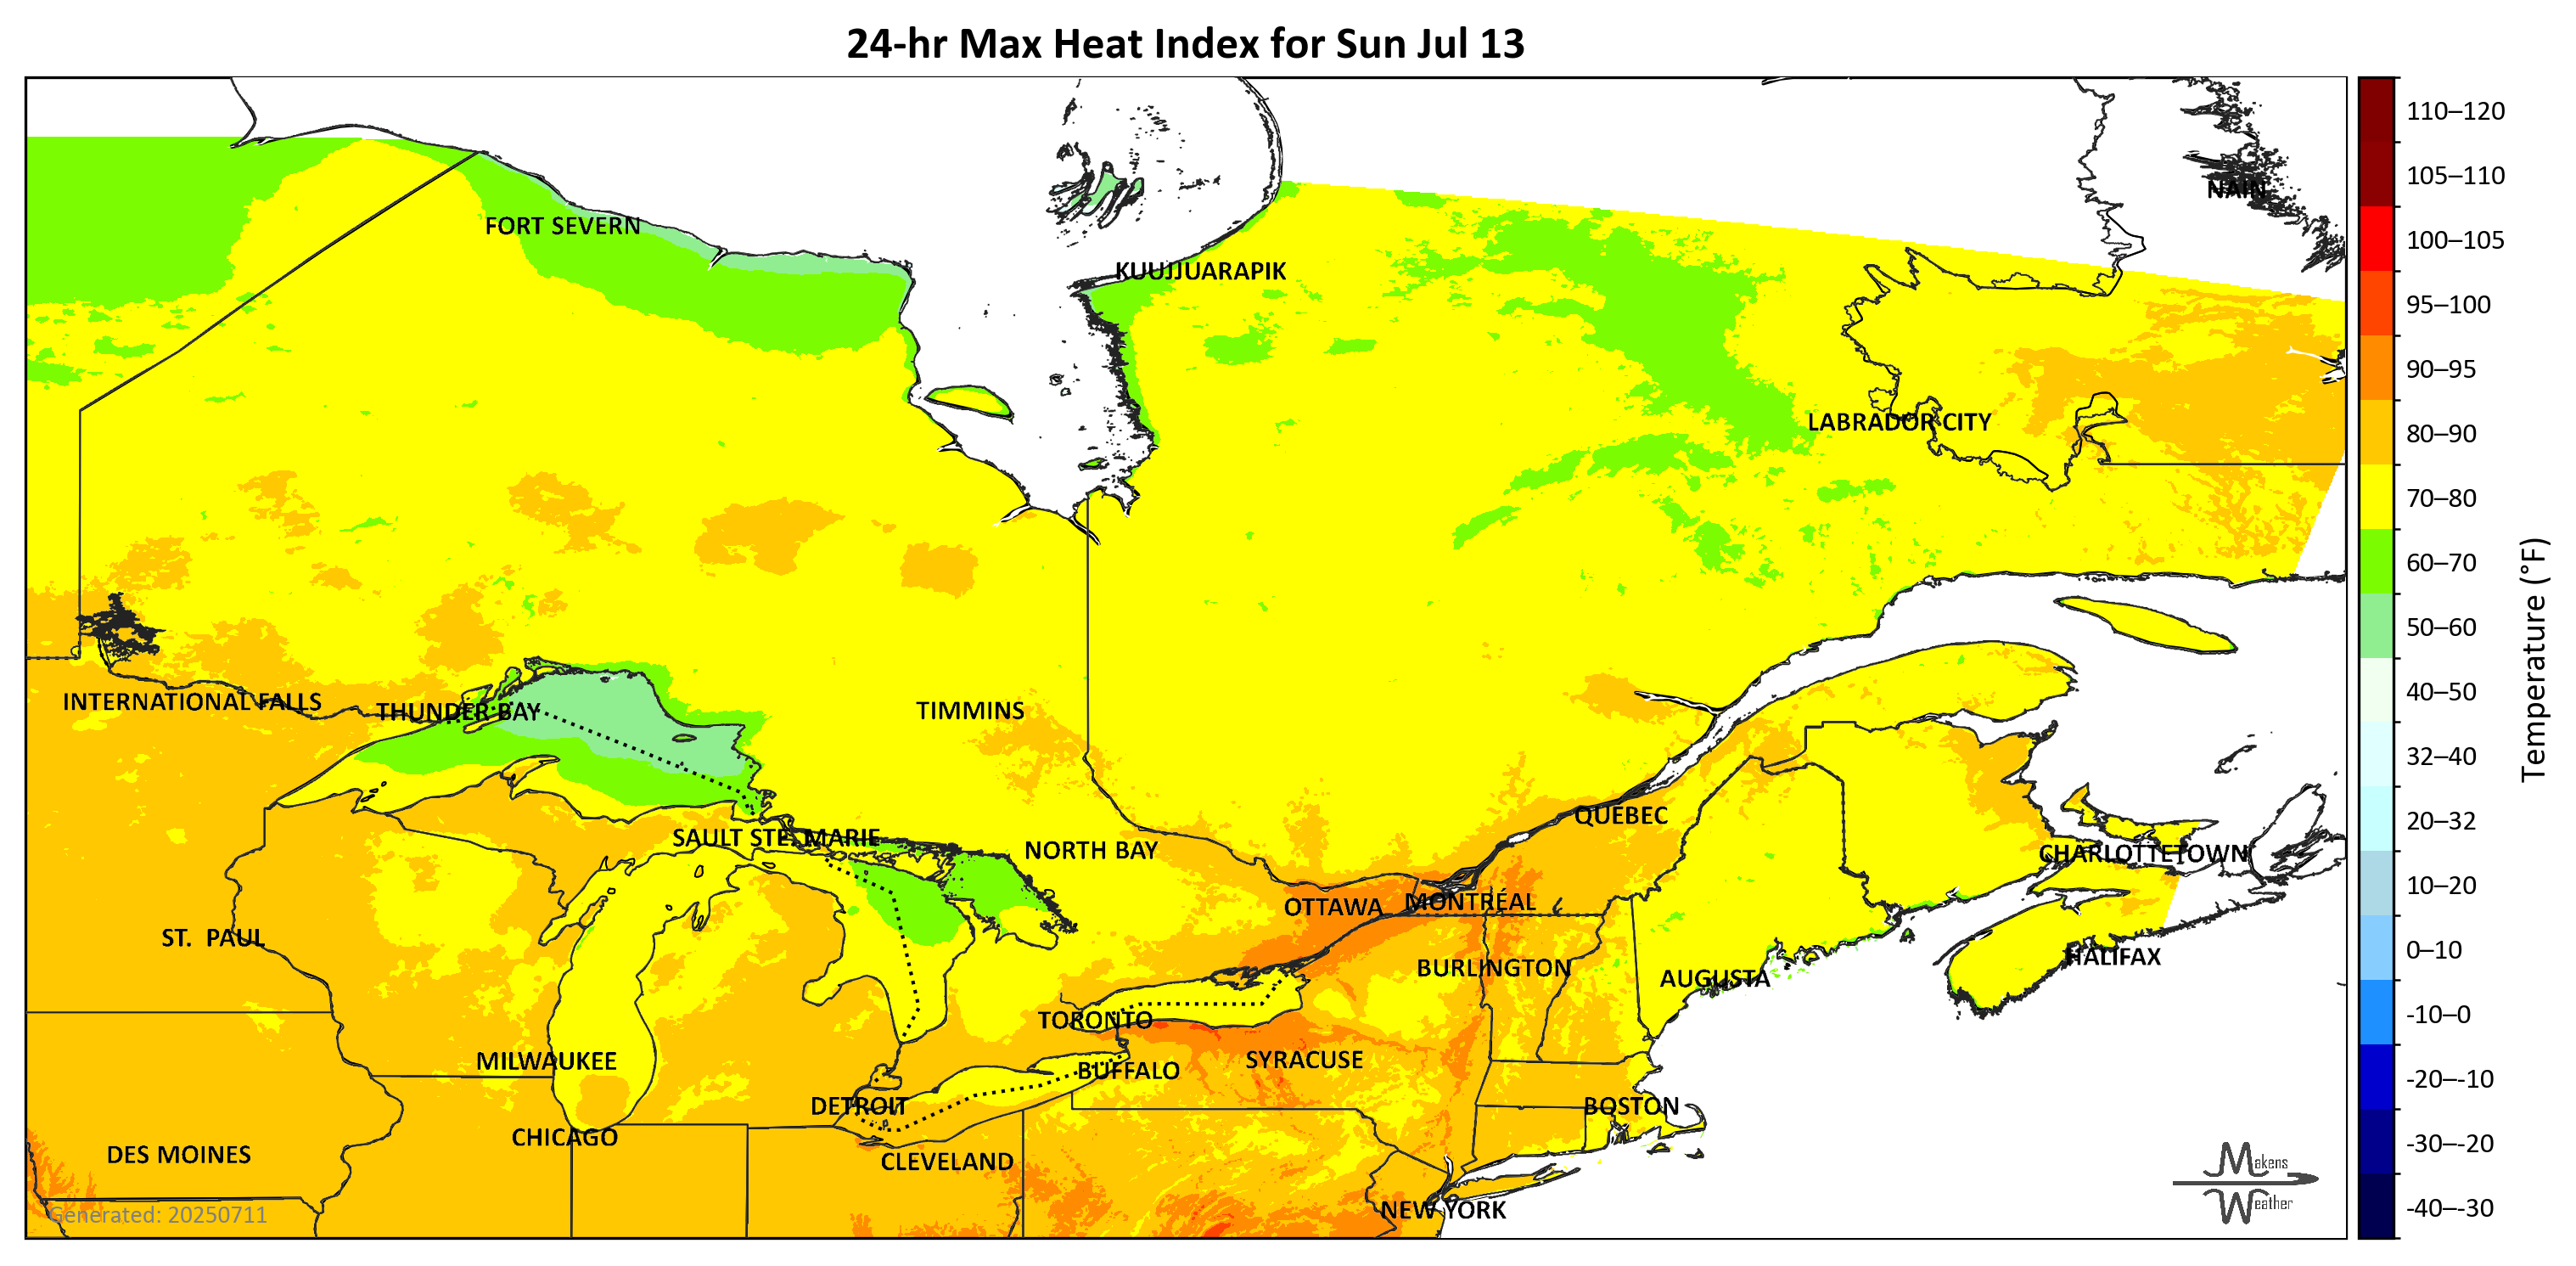 24-hr Max Heat Index for Sun Jul 13
110–120
105–110
NAIN
FORT SEVERN
100–105
KUUJJUARAPIK
95–100
90–95
LABRADOR CITY
80–90
70–80
60–70
50–60
Temperature (°F)
INTERNATIONAL FALLS
THUNDER BAY
TIMMINS
40–50
32–40
QUEBEC
20–32
SAULT STE. MARIE
NORTH BAY
CHARLOTTETOWN
10–20
OTTAWA
MONTRÉAL
ST.  PAUL
0–10
BURLINGTON
HALIFAX
AUGUSTA
-10–0
TORONTO
MILWAUKEE
SYRACUSE
BUFFALO
-20–-10
DETROIT
BOSTON
CHICAGO
-30–-20
DES MOINES
CLEVELAND
Makens
Weather
NEW YORK
-40–-30
Generated: 20250711